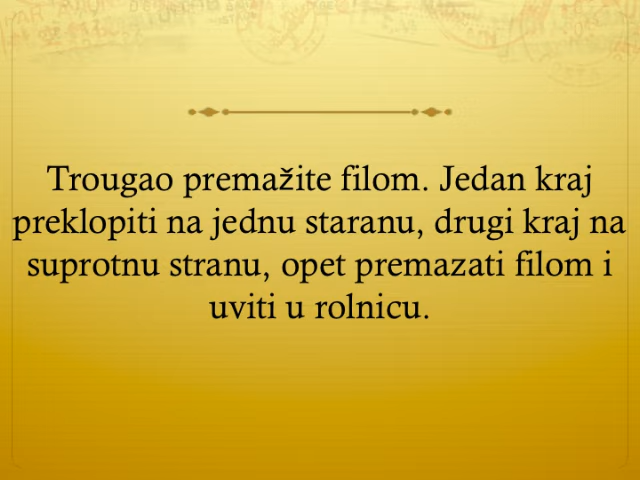 Trougao premažite filom. Jedan kraj
preklopiti na jednu staranu, drugi kraj na
suprotnu stranu, opet premazati filom i
uviti u rolnicu.